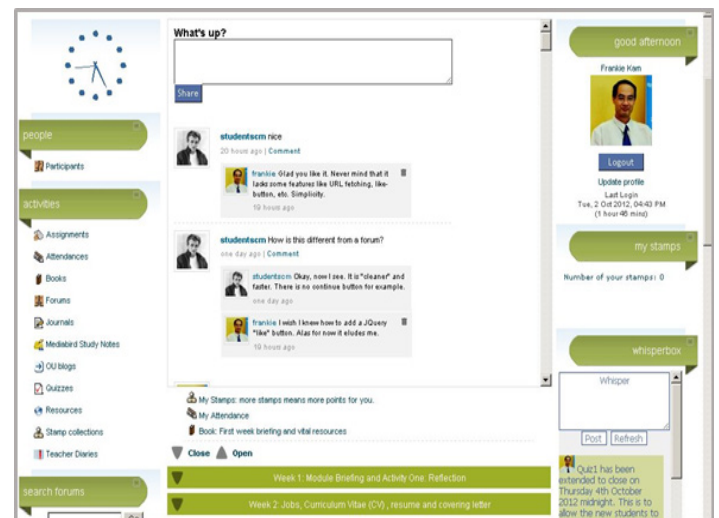 people
Participants
activities
Assignments
Attendances
Books
Forums
Journals
Mediabird Study Notes
OU blogs
Quizzes
Resources
Stamp collections
Teacher Diaries
search forums
What's up?
Share
studentscm nice
20 hours ago | Comment
frankie Glad you like it. Never mind that it
lacks some features like URL fetching, like-
button, etc. Simplicity.
19 hours ago
studentscm How is this different from a forum?
one day ago | Comment
studentscm Okay, now I see. It is "cleaner" and
faster. There is no continue button for example.
one day ago
frankie I wish I knew how to add a JQuery
"like" button. Alas for now it eludes me.
19 hours ago
My Stamps: more stamps means more points for you.
My Attendance
Book: First week briefing and vital resources
Close Open
Week 1: Module Briefing and Activity One. Reflection
Week 2: Jobs, Curriculum Vitae (CV) , resume and covering letter
good afternoon
Frankie Kam
Logout
Update profile
Last Login
Tue, 2 Oct 2012, 04:43 PM
(1 hour 46 mins)
my stamps
Number of your stamps: 0
whisperbox
Whisper
Post Refresh
Quiz1 has been
extended to close on
Thursday 4th October
2012 midnight. This is to
allow the new students to